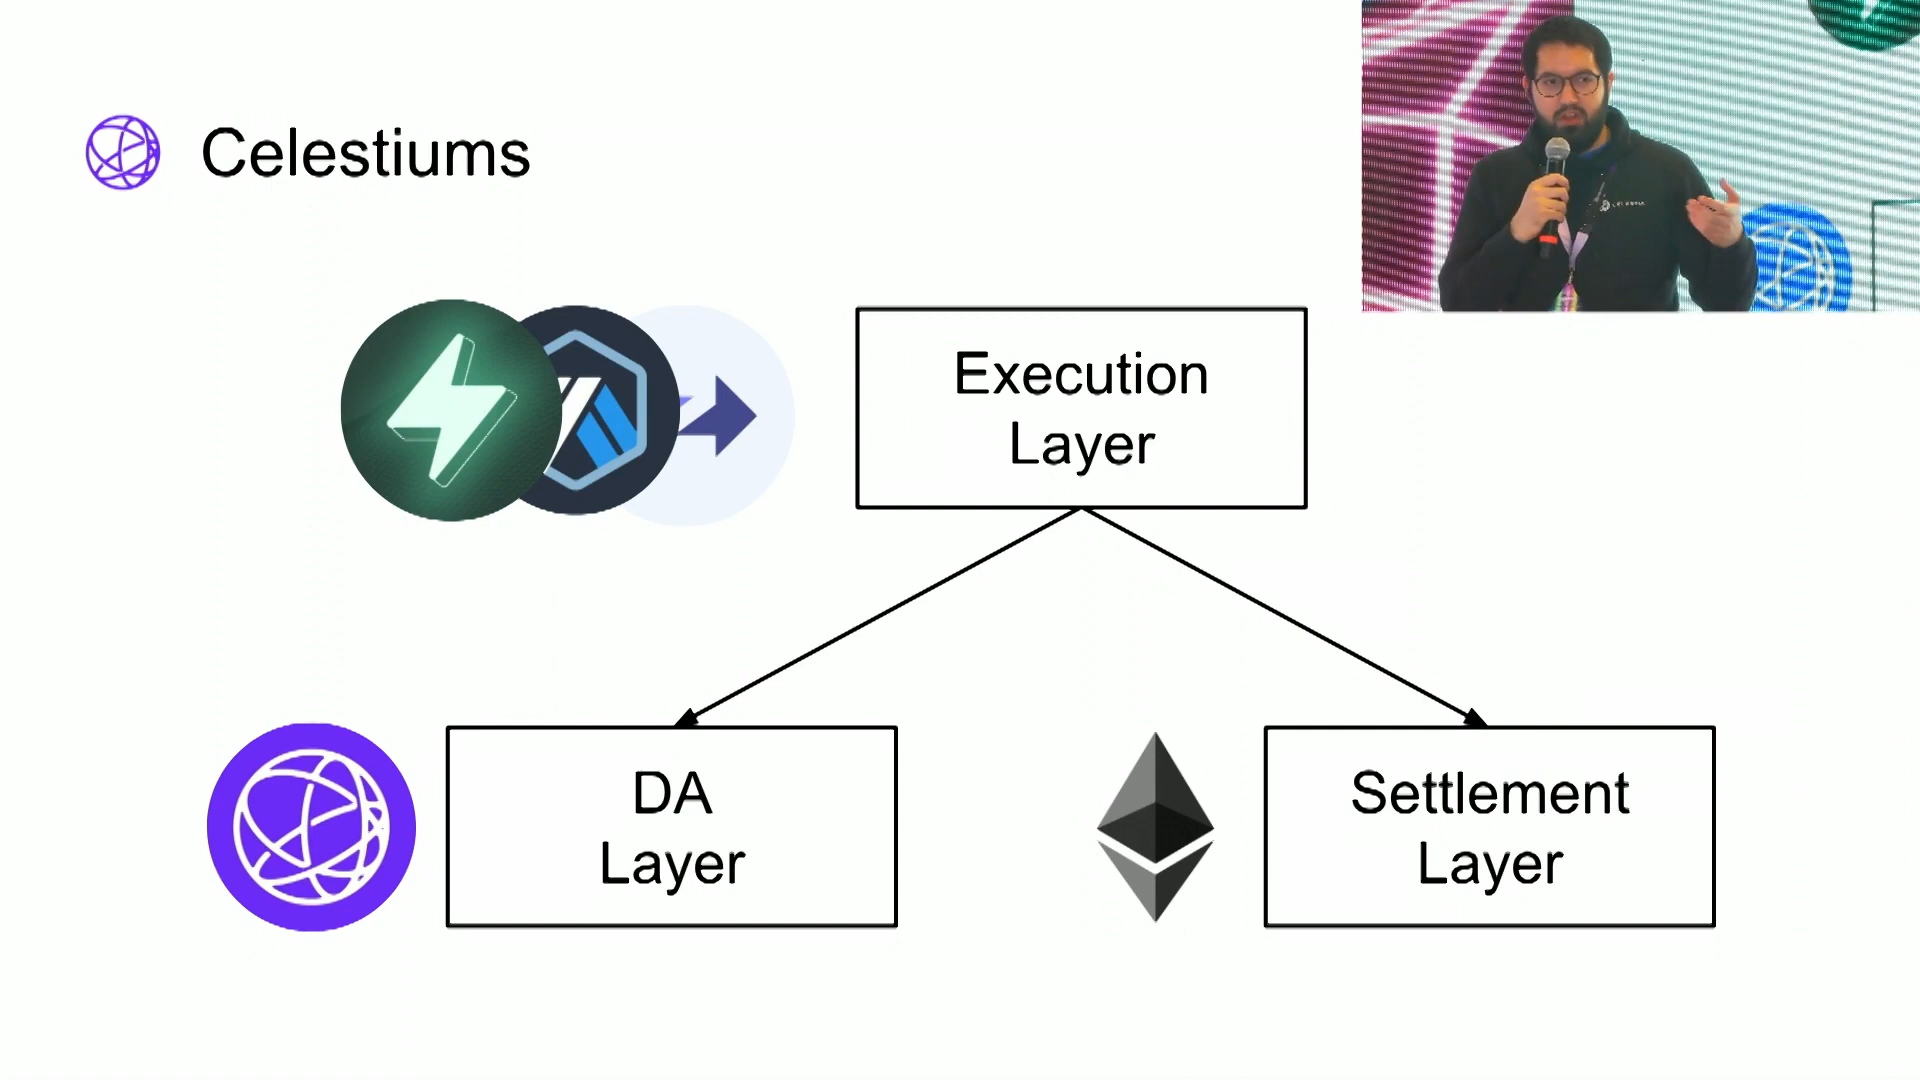 Celestiums
Execution
Layer
DA
Layer
Settlement
Layer